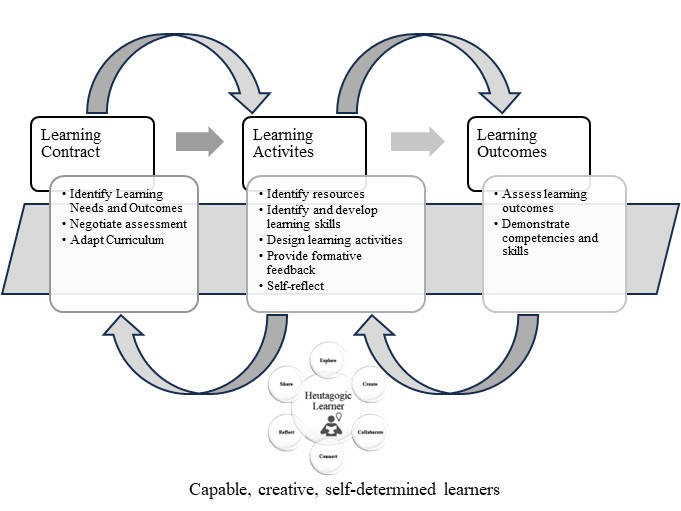 Learning
Contract
Learning
Activites
Learning
Outcomes
• Identify Learning
Needs and Outcomes
• Negotiate assessment
• Adapt Curriculum
• Identify resources
• Identify and develop
learning skills
• Design learning activities
• Provide formative
feedback
• Self-reflect
• Assess learning
outcomes
• Demonstrate
competencies and
skills
Explore
Share
Create
Heutagogic
Learner
Reflect
Collaborate
Connect
Capable, creative, self-determined learners